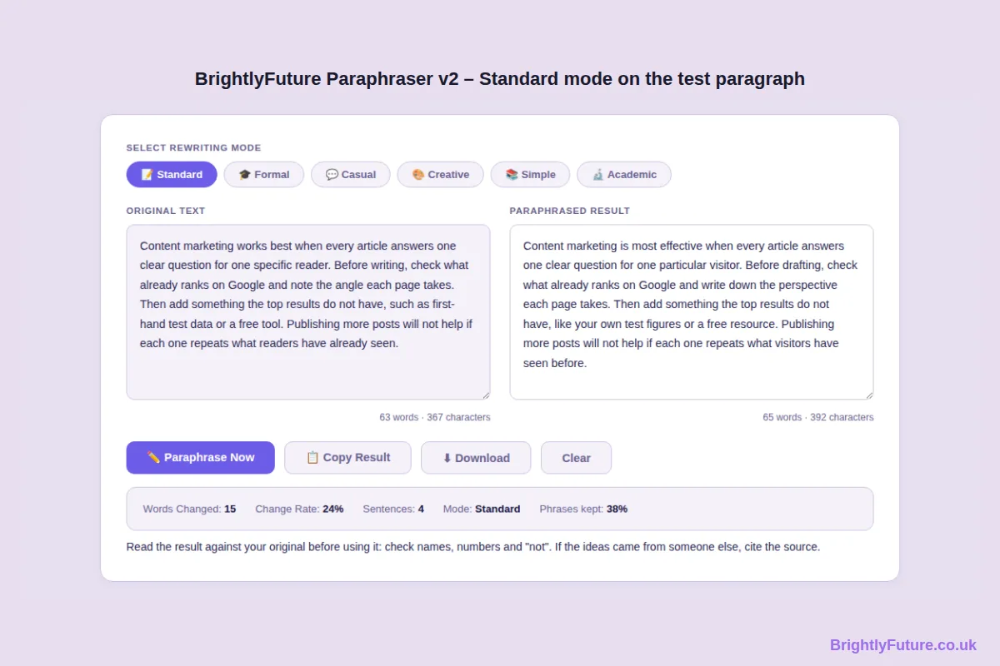 BrightlyFuture Paraphraser v2 – Standard mode on the test paragraph
SELECT REWRITING MODE
Standard
Formal
Casual
Creative
Simple
Academic
ORIGINAL TEXT
Content marketing works best when every article answers one
clear question for one specific reader. Before writing, check what
already ranks on Google and note the angle each page takes.
Then add something the top results do not have, such as first-
hand test data or a free tool. Publishing more posts will not help if
each one repeats what readers have already seen.
63 words · 367 characters
PARAPHRASED RESULT
Content marketing is most effective when every article answers
one clear question for one particular visitor. Before drafting, check
what already ranks on Google and write down the perspective
each page takes. Then add something the top results do not
have, like your own test figures or a free resource. Publishing
more posts will not help if each one repeats what visitors have
seen before.
65 words · 392 characters
Paraphrase Now
Copy Result
Download
Clear
Words Changed: 15
Change Rate: 24%
Sentences: 4
Mode: Standard
Phrases kept: 38%
Read the result against your original before using it: check names, numbers and "not". If the ideas came from someone else, cite the source.
BrightlyFuture.co.uk